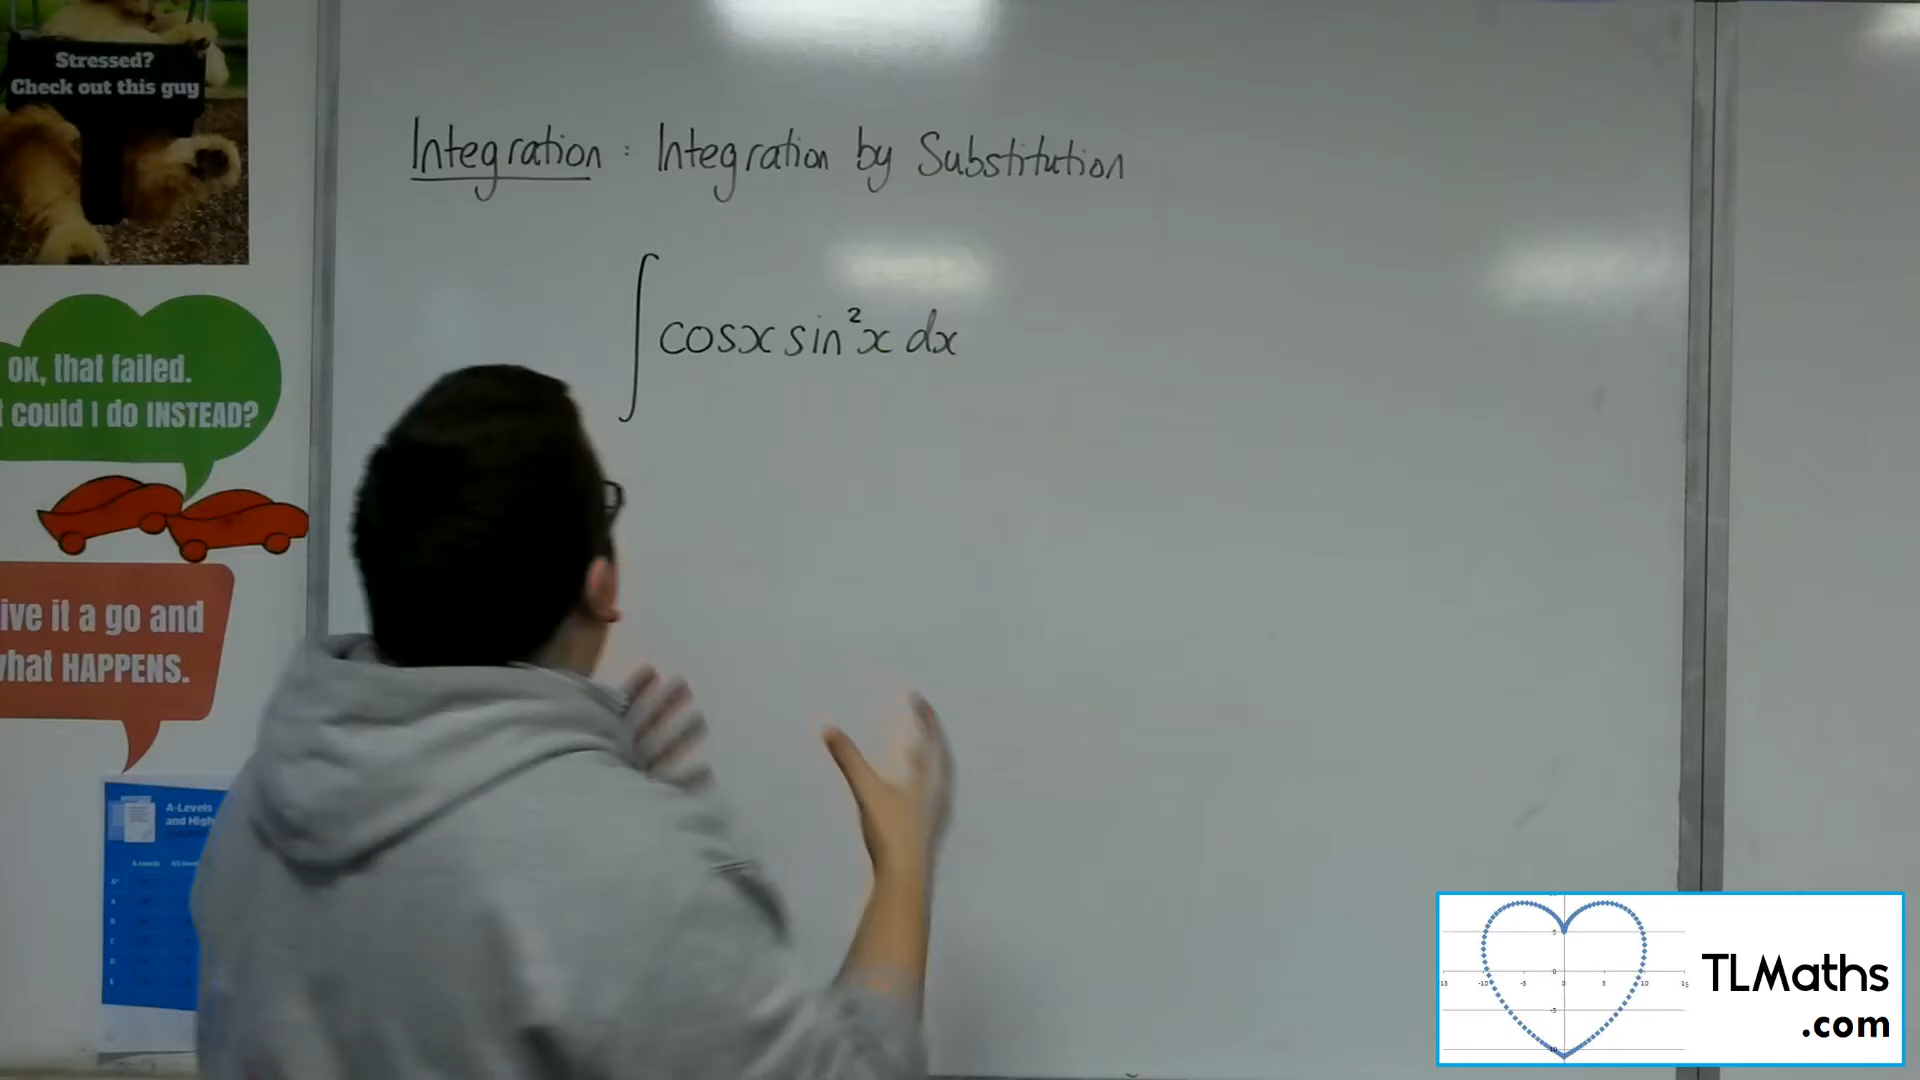 Stressed?
Check out this guy
Integration : Integration by Substitution
∫ cosx sin²x dx
OK, that failed.
could I do INSTEAD?
ive it a go and
what HAPPENS.
A-Levels
and High
TLMaths
.com